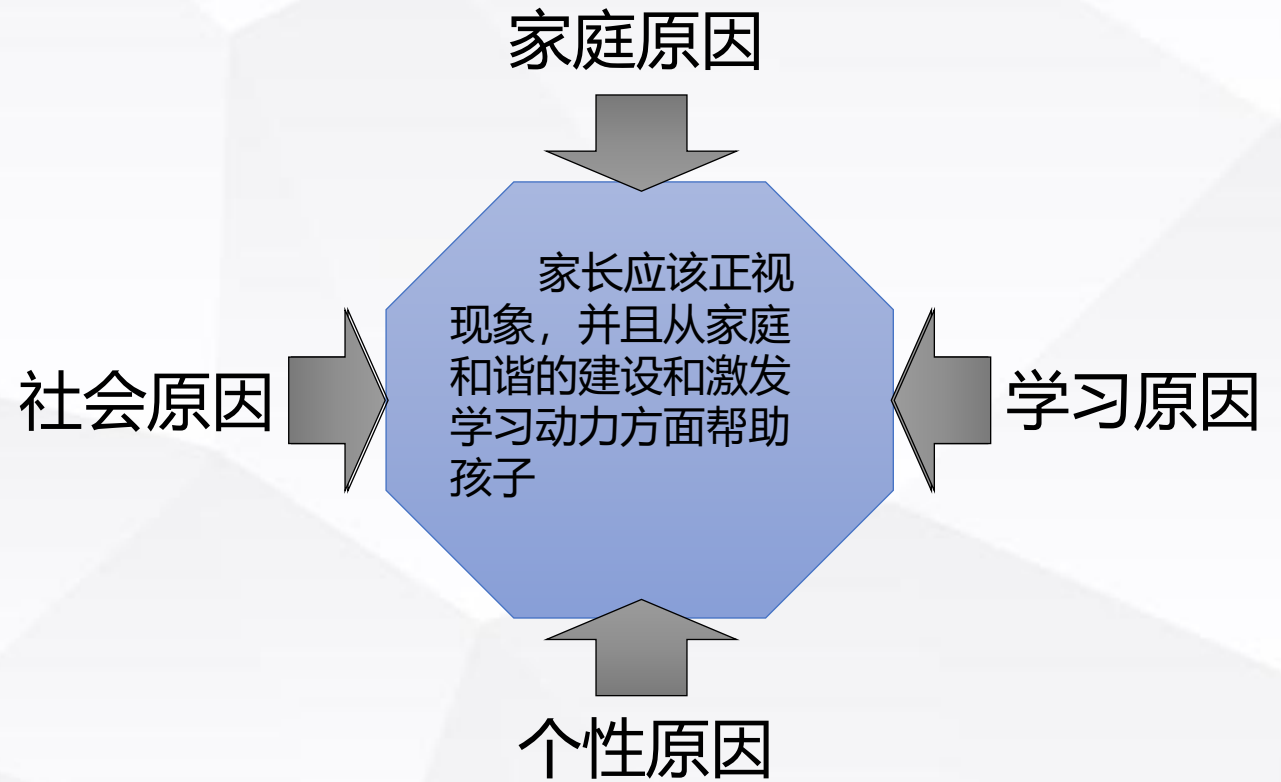 家庭原因
家长应该正视
现象，并且从家庭
和谐的建设和激发
学习动力方面帮助
孩子
社会原因
学习原因
个性原因